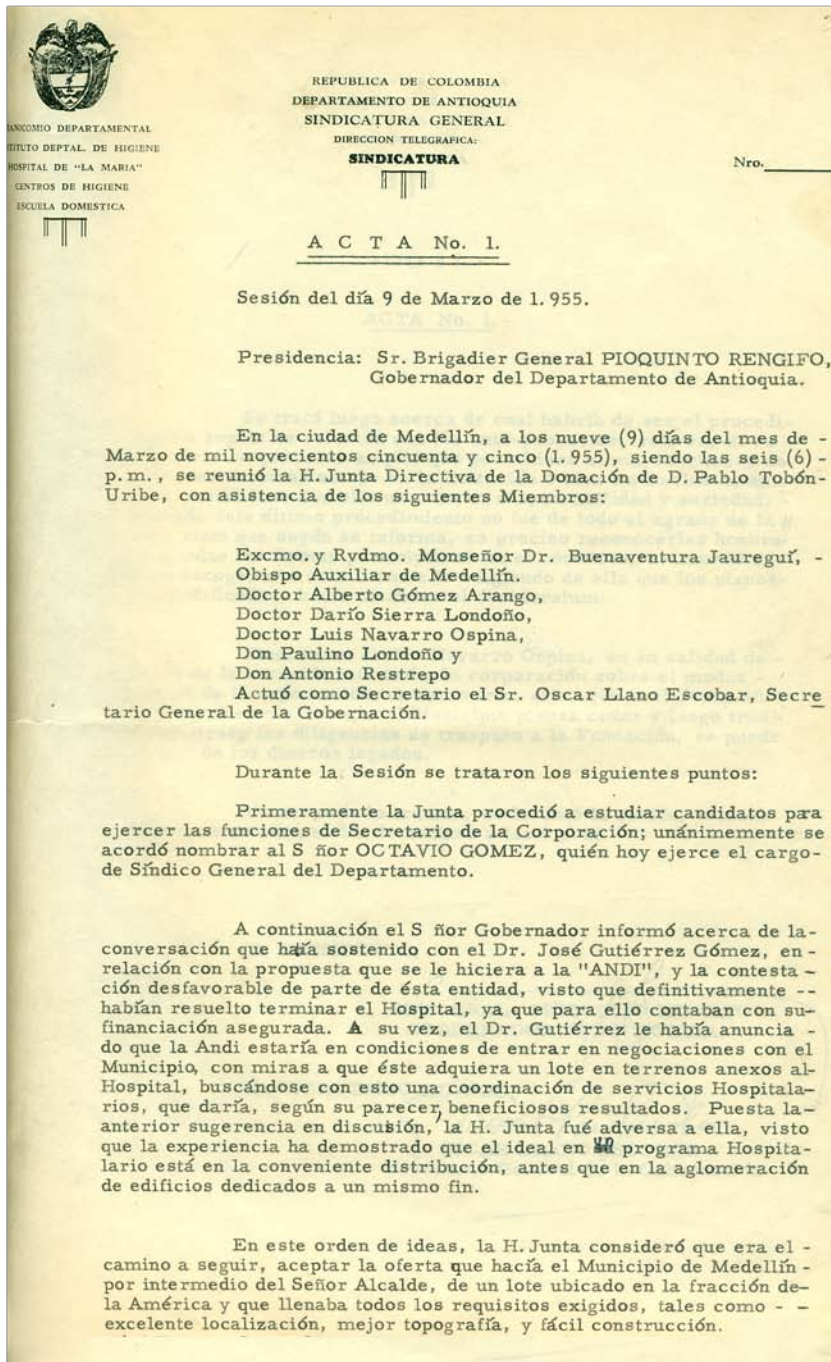 REPUBLICA DE COLOMBIA
DEPARTAMENTO DE ANTIOQUIA
SINDICATURA GENERAL
DIRECCION TELEGRAFICA:
SINDICATURA
ANICOMIO DEPARTAMENTAL
TITUTO DEPTAL. DE HIGIENE
HOSPITAL DE "LA MARIA"
CENTROS DE HIGIENE
ESCUELA DOMESTICA
Nro.
A C T A No. 1.
Sesión del día 9 de Marzo de 1.955.
Presidencia: Sr. Brigadier General PIOQUINTO RENGIFO,
Gobernador del Departamento de Antioquia.
En la ciudad de Medellín, a los nueve (9) días del mes de -
Marzo de mil novecientos cincuenta y cinco (1.955), siendo las seis (6) -
p.m., se reunió la H. Junta Directiva de la Donación de D. Pablo Tobón-
Uribe, con asistencia de los siguientes Miembros:
Excmo. y Rvdmo. Monseñor Dr. Buenaventura Jaureguí, -
Obispo Auxiliar de Medellín.
Doctor Alberto Gómez Arango,
Doctor Darío Sierra Londoño,
Doctor Luis Navarro Ospina,
Don Paulino Londoño y
Don Antonio Restrepo
Actuó como Secretario el Sr. Oscar Llano Escobar, Secre
tario General de la Gobernación.
Durante la Sesión se trataron los siguientes puntos:
Primeramente la Junta procedió a estudiar candidatos para
ejercer las funciones de Secretario de la Corporación; unánimemente se
acordó nombrar al S ñor OCTAVIO GOMEZ, quién hoy ejerce el cargo-
de Síndico General del Departamento.
A continuación el S ñor Gobernador informó acerca de la-
conversación que había sostenido con el Dr. José Gutiérrez Gómez, en -
relación con la propuesta que se le hiciera a la "ANDI", y la contesta -
ción desfavorable de parte de ésta entidad, visto que definitivamente --
habían resuelto terminar el Hospital, ya que para ello contaban con su-
financiación asegurada. A su vez, el Dr. Gutiérrez le había anuncia -
do que la Andi estaría en condiciones de entrar en negociaciones con el
Municipio, con miras a que éste adquiera un lote en terrenos anexos al-
Hospital, buscándose con esto una coordinación de servicios Hospitala-
rios, que daría, según su parecer, beneficiosos resultados. Puesta la-
anterior sugerencia en discusión, la H. Junta fué adversa a ella, visto
que la experiencia ha demostrado que el ideal en programa Hospita-
lario está en la conveniente distribución, antes que en la aglomeración
de edificios dedicados a un mismo fin.
En este orden de ideas, la H. Junta consideró que era el -
camino a seguir, aceptar la oferta que hacía el Municipio de Medellín -
por intermedio del Señor Alcalde, de un lote ubicado en la fracción de-
la América y que llenaba todos los requisitos exigidos, tales como - -
excelente localización, mejor topografía, y fácil construcción.